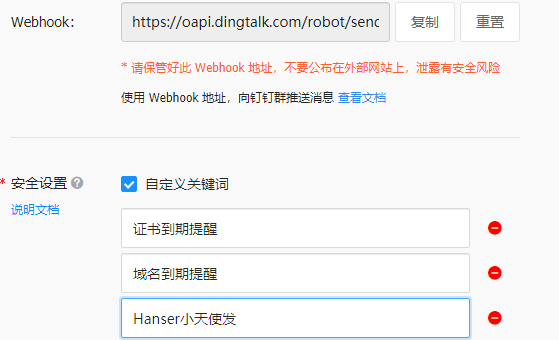 Webhook: https://oapi.dingtalk.com/robot/send 复制 重置
* 请保管好此 Webhook 地址，不要公布在外部网站上，泄露有安全风险
使用 Webhook 地址，向钉钉群推送消息 查看文档
* 安全设置 ? 自定义关键词
说明文档
证书到期提醒
域名到期提醒
Hanser小天使发